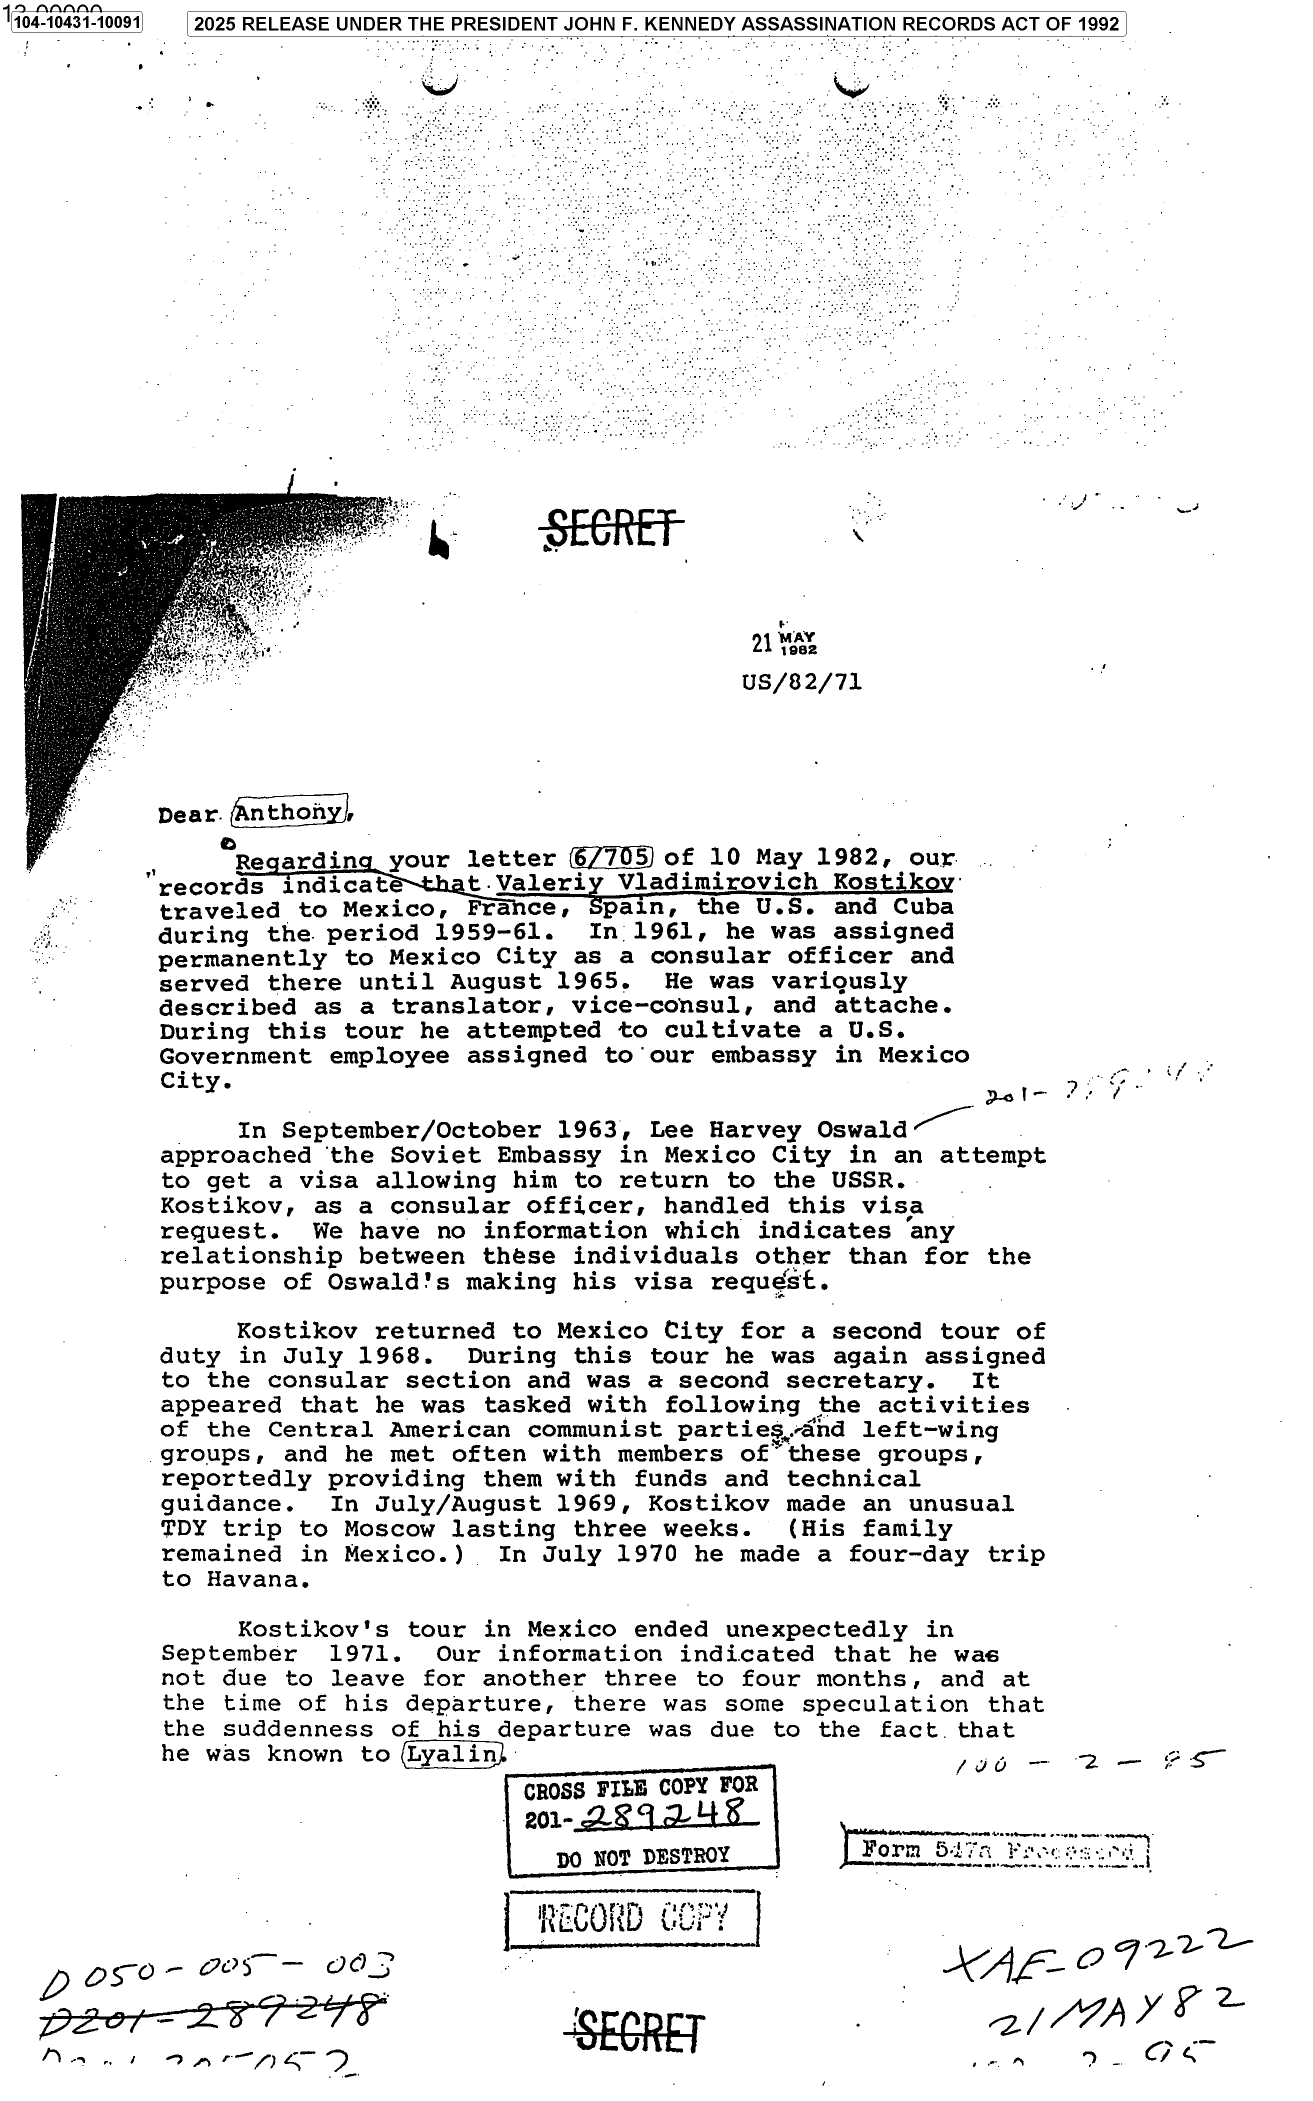 104-10431-10091
2025 RELEASE UNDER THE PRESIDENT JOHN F. KENNEDY ASSASSINATION RECORDS ACT OF 1992
SECRET
21 MAY 1982
US/82/71
Dear Anthony,
Regarding your letter 6/705 of 10 May 1982, our
records indicate that Valeriy Vladimirovich Kostikov
traveled to Mexico, France, Spain, the U.S. and Cuba
during the period 1959-61. In 1961, he was assigned
permanently to Mexico City as a consular officer and
served there until August 1965. He was variously
described as a translator, vice-consul, and attache.
During this tour he attempted to cultivate a U.S.
Government employee assigned to our embassy in Mexico
City.
201-
In September/October 1963, Lee Harvey Oswald
approached the Soviet Embassy in Mexico City in an attempt
to get a visa allowing him to return to the USSR.
Kostikov, as a consular officer, handled this visa
request. We have no information which indicates any
relationship between these individuals other than for the
purpose of Oswald's making his visa request.
Kostikov returned to Mexico City for a second tour of
duty in July 1968. During this tour he was again assigned
to the consular section and was a second secretary. It
appeared that he was tasked with following the activities
of the Central American communist parties and left-wing
groups, and he met often with members of these groups,
reportedly providing them with funds and technical
guidance. In July/August 1969, Kostikov made an unusual
TDY trip to Moscow lasting three weeks. (His family
remained in Mexico.) In July 1970 he made a four-day trip
to Havana.
Kostikov's tour in Mexico ended unexpectedly in
September 1971. Our information indicated that he was
not due to leave for another three to four months, and at
the time of his departure, there was some speculation that
the suddenness of his departure was due to the fact that
he was known to Lyalin.
100-2-95
CROSS FILE COPY FOR
201-289248
DO NOT DESTROY
Form 547a Processed
RECORD COPY
D050-005-003
D201-289248
XAE-09222
21 MAY 82
SECRET